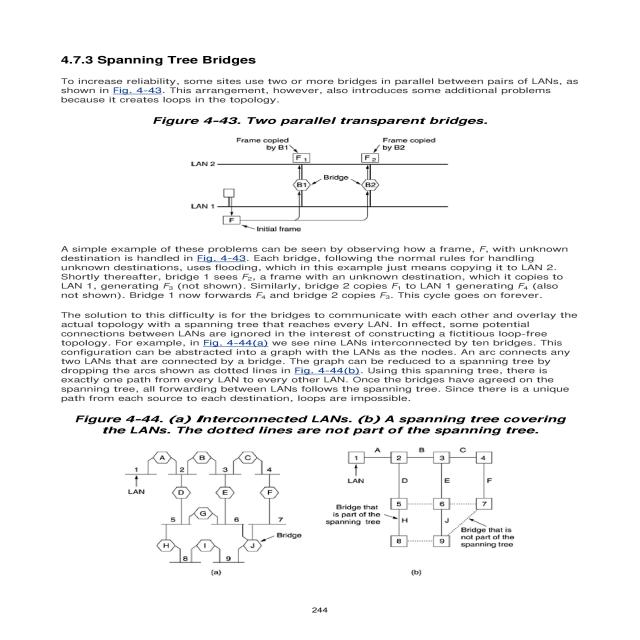 4.7.3 Spanning Tree Bridges
To increase reliability, some sites use two or more bridges in parallel between pairs of LANs, as
shown in Fig. 4-43. This arrangement, however, also introduces some additional problems
because it creates loops in the topology.
Figure 4-43. Two parallel transparent bridges.
Frame copied
by B1
Frame copied
by B2
F 1
F 2
LAN 2
Bridge
B1
B2
LAN 1
F
Initial frame
A simple example of these problems can be seen by observing how a frame, F, with unknown
destination is handled in Fig. 4-43. Each bridge, following the normal rules for handling
unknown destinations, uses flooding, which in this example just means copying it to LAN 2.
Shortly thereafter, bridge 1 sees F2, a frame with an unknown destination, which it copies to
LAN 1, generating F3 (not shown). Similarly, bridge 2 copies F1 to LAN 1 generating F4 (also
not shown). Bridge 1 now forwards F4 and bridge 2 copies F3. This cycle goes on forever.
The solution to this difficulty is for the bridges to communicate with each other and overlay the
actual topology with a spanning tree that reaches every LAN. In effect, some potential
connections between LANs are ignored in the interest of constructing a fictitious loop-free
topology. For example, in Fig. 4-44(a) we see nine LANs interconnected by ten bridges. This
configuration can be abstracted into a graph with the LANs as the nodes. An arc connects any
two LANs that are connected by a bridge. The graph can be reduced to a spanning tree by
dropping the arcs shown as dotted lines in Fig. 4-44(b). Using this spanning tree, there is
exactly one path from every LAN to every other LAN. Once the bridges have agreed on the
spanning tree, all forwarding between LANs follows the spanning tree. Since there is a unique
path from each source to each destination, loops are impossible.
Figure 4-44. (a) Interconnected LANs. (b) A spanning tree covering
the LANs. The dotted lines are not part of the spanning tree.
A B C
1 2 3 4
LAN
D E F
G
5 6 7
Bridge
H I J
8 9
(a)
A B C
1 2 3 4
LAN
D E F
5 6 7
Bridge that
is part of the
spanning tree
H J
Bridge that is
not part of the
spanning tree
8 9
(b)
244